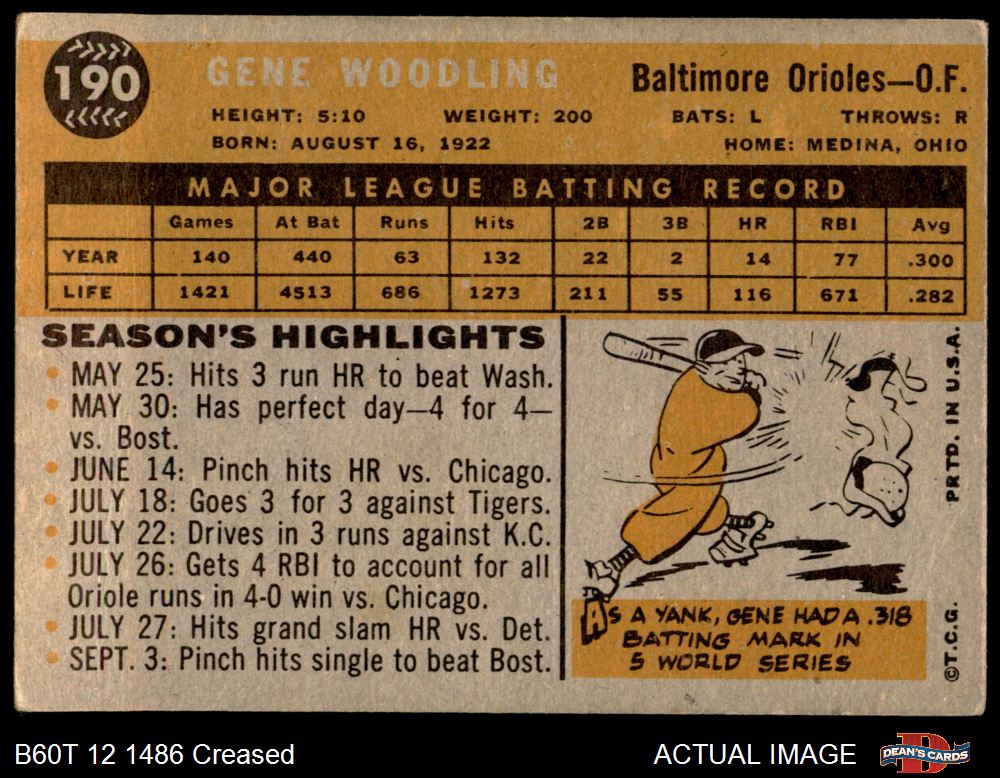 190
GENE WOODLING
Baltimore Orioles—O.F.
HEIGHT: 5:10 WEIGHT: 200 BATS: L THROWS: R
BORN: AUGUST 16, 1922 HOME: MEDINA, OHIO
MAJOR LEAGUE BATTING RECORD
Games At Bat Runs Hits 2B 3B HR RBI Avg
YEAR 140 440 63 132 22 2 14 77 .300
LIFE 1421 4513 686 1273 211 55 116 671 .282
SEASON'S HIGHLIGHTS
• MAY 25: Hits 3 run HR to beat Wash.
• MAY 30: Has perfect day—4 for 4—
vs. Bost.
• JUNE 14: Pinch hits HR vs. Chicago.
• JULY 18: Goes 3 for 3 against Tigers.
• JULY 22: Drives in 3 runs against K.C.
• JULY 26: Gets 4 RBI to account for all
Oriole runs in 4-0 win vs. Chicago.
• JULY 27: Hits grand slam HR vs. Det.
• SEPT. 3: Pinch hits single to beat Bost.
AS A YANK, GENE HAD A .318
BATTING MARK IN
5 WORLD SERIES
©T.C.G. PRTD. IN U.S.A.
B60T 12 1486 Creased
ACTUAL IMAGE
DEAN'S CARDS